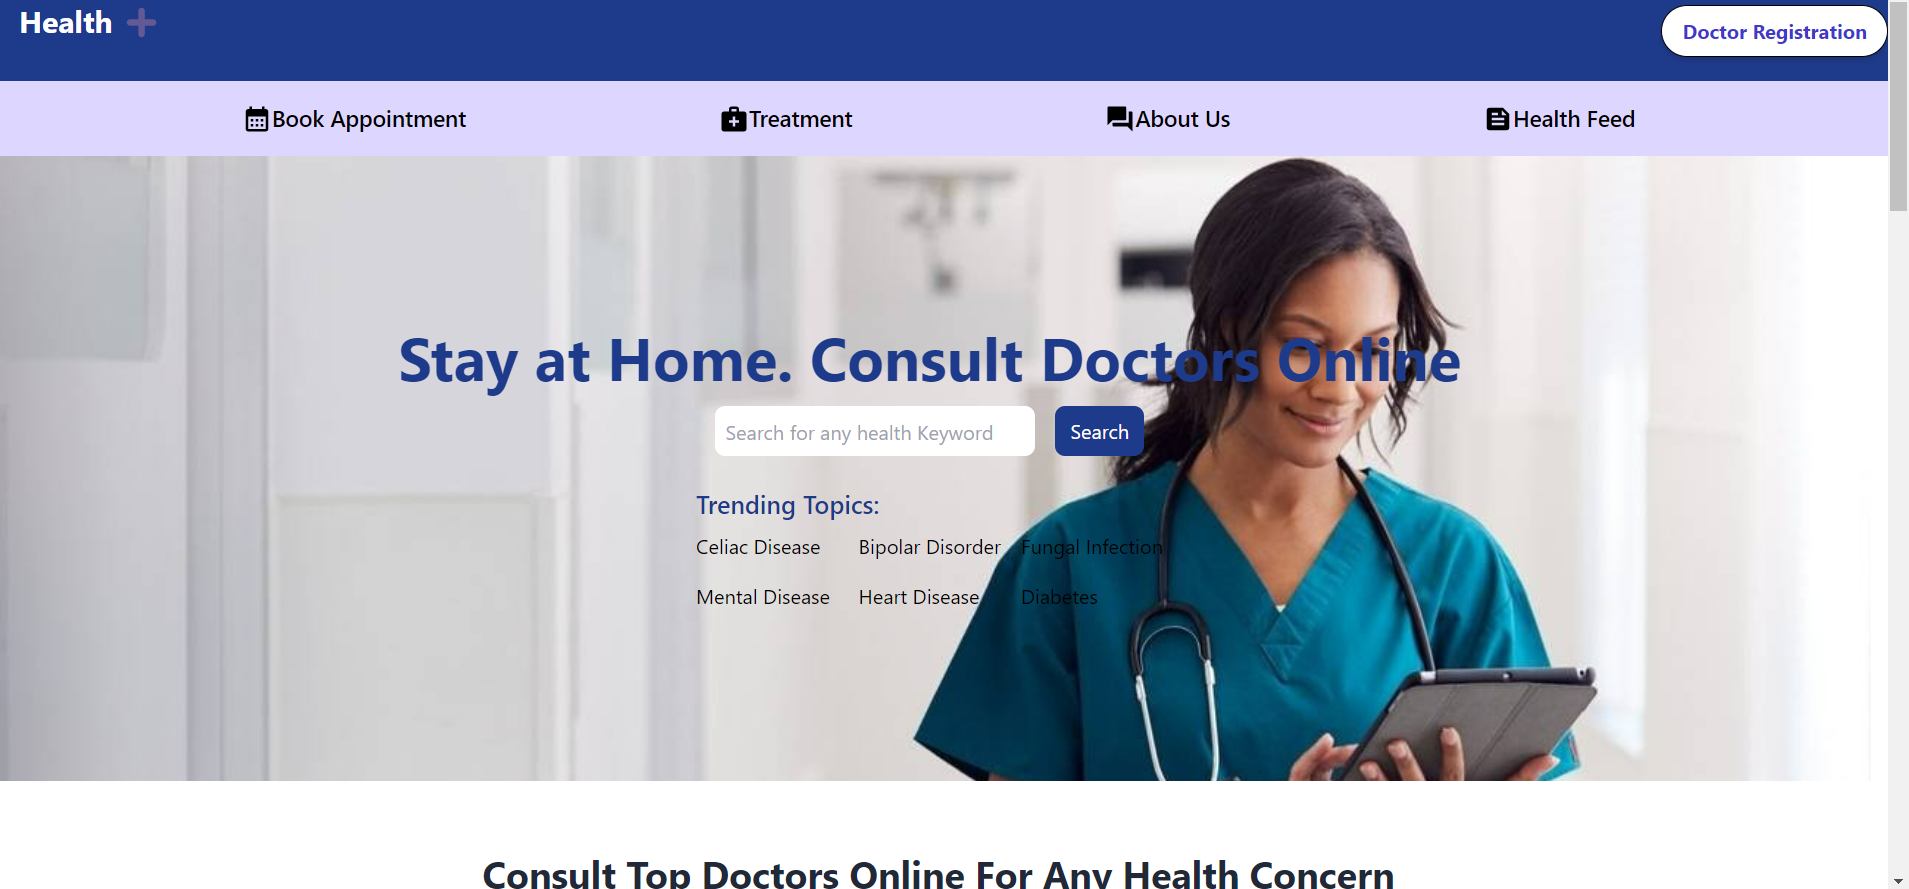 Health
Doctor Registration
Book Appointment
Treatment
About Us
Health Feed
Stay at Home. Consult Doctors Online
Search for any health Keyword
Search
Trending Topics:
Celiac Disease Bipolar Disorder Fungal Infection
Mental Disease Heart Disease Diabetes
Consult Top Doctors Online For Any Health Concern